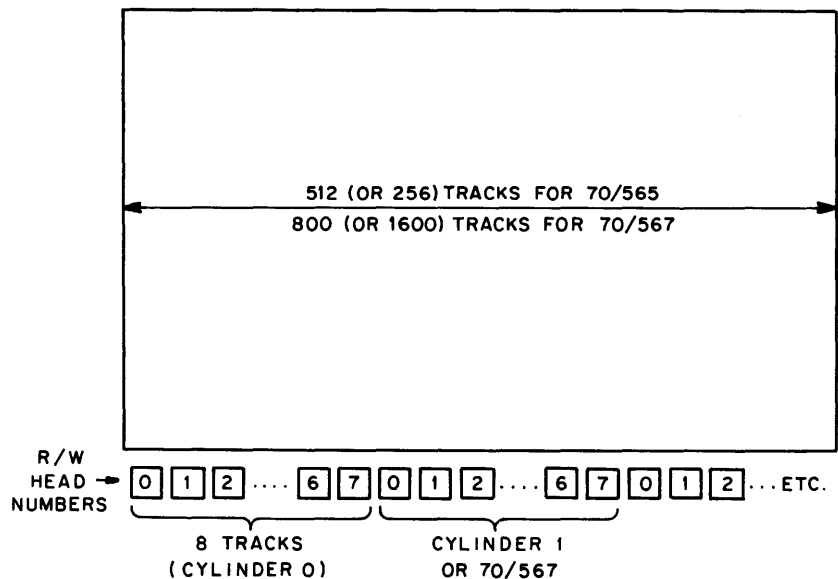 512 (OR 256) TRACKS FOR 70/565
800 (OR 1600) TRACKS FOR 70/567
R/W
HEAD
NUMBERS
0 1 2 .... 6 7 0 1 2 .... 6 7 0 1 2 ... ETC.
8 TRACKS
(CYLINDER 0)
CYLINDER 1
OR 70/567